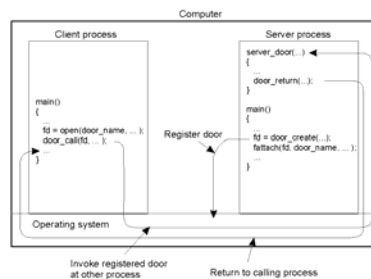 Computer
Client process
Server process
server_door(...)
{
...
door_return(...);
}
main()
{
...
fd = open(door_name, ... );
door_call(fd, ... );
...
}
main()
{
...
fd = door_create(...);
fattach(fd, door_name, ... );
...
}
Register door
Operating system
Invoke registered door
at other process
Return to calling process